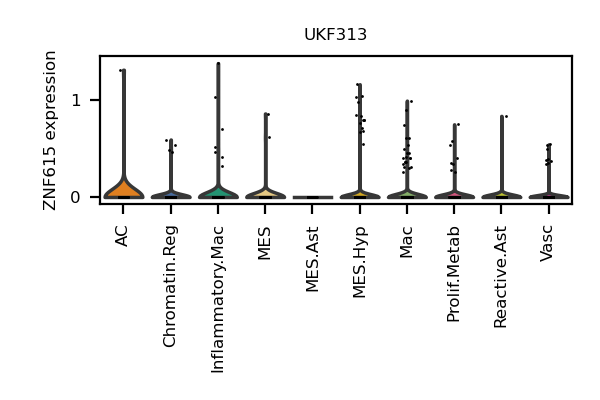 UKF313
ZNF615 expression
1
0
AC
Chromatin.Reg
Inflammatory.Mac
MES
MES.Ast
MES.Hyp
Mac
Prolif.Metab
Reactive.Ast
Vasc